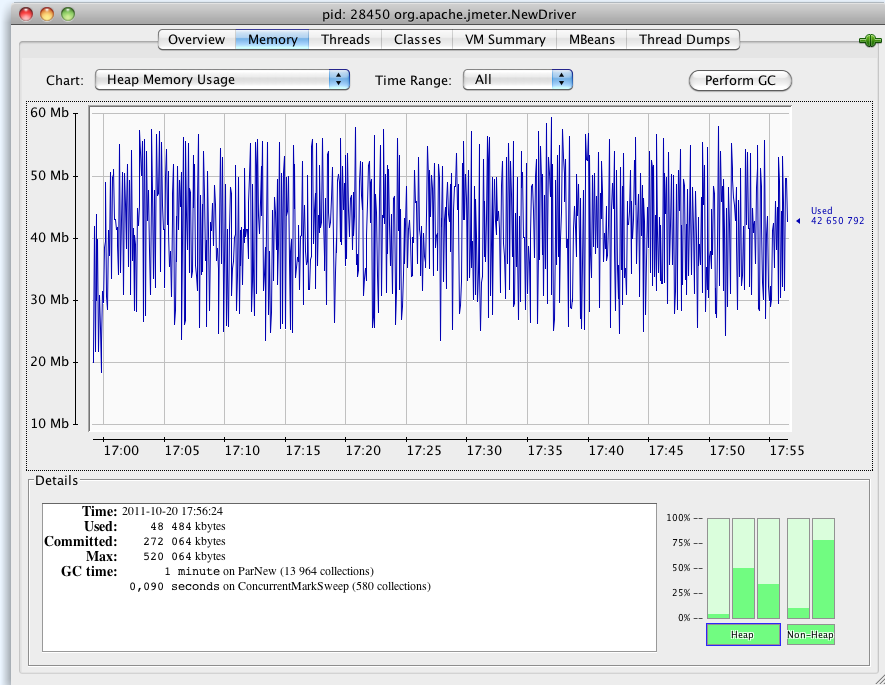 pid: 28450 org.apache.jmeter.NewDriver
Overview Memory Threads Classes VM Summary MBeans Thread Dumps
Chart: Heap Memory Usage Time Range: All Perform GC
60 Mb
50 Mb
40 Mb
30 Mb
20 Mb
10 Mb
Used
42 650 792
17:00 17:05 17:10 17:15 17:20 17:25 17:30 17:35 17:40 17:45 17:50 17:55
Details
Time: 2011-10-20 17:56:24
Used: 48 484 kbytes
Committed: 272 064 kbytes
Max: 520 064 kbytes
GC time: 1 minute on ParNew (13 964 collections)
0,090 seconds on ConcurrentMarkSweep (580 collections)
100% --
75% --
50% --
25% --
0% --
Heap Non-Heap